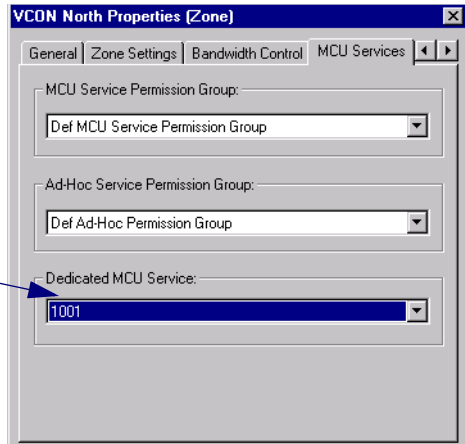 VCON North Properties (Zone)
General Zone Settings Bandwidth Control MCU Services
MCU Service Permission Group:
Def MCU Service Permission Group
Ad-Hoc Service Permission Group:
Def Ad-Hoc Permission Group
Dedicated MCU Service:
1001